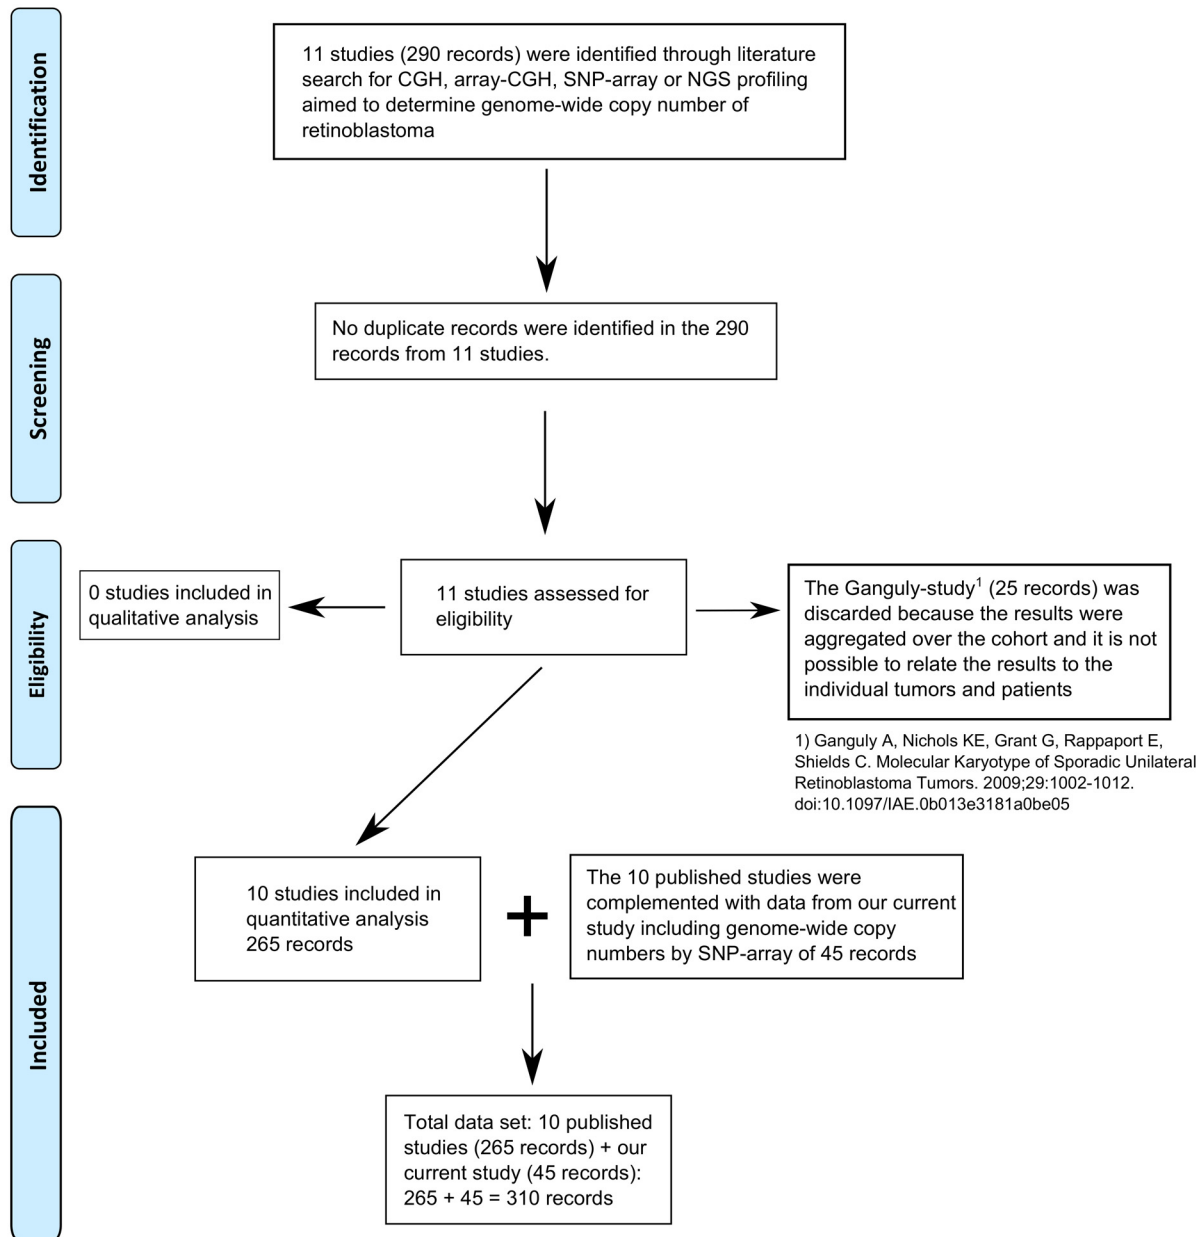 Identification
11 studies (290 records) were identified through literature
search for CGH, array-CGH, SNP-array or NGS profiling
aimed to determine genome-wide copy number of
retinoblastoma
Screening
No duplicate records were identified in the 290
records from 11 studies.
Eligibility
0 studies included in
qualitative analysis
11 studies assessed for
eligibility
The Ganguly-study1 (25 records) was
discarded because the results were
aggregated over the cohort and it is not
possible to relate the results to the
individual tumors and patients
1) Ganguly A, Nichols KE, Grant G, Rappaport E,
Shields C. Molecular Karyotype of Sporadic Unilateral
Retinoblastoma Tumors. 2009;29:1002-1012.
doi:10.1097/IAE.0b013e3181a0be05
Included
10 studies included in
quantitative analysis
265 records
+
The 10 published studies were
complemented with data from our current
study including genome-wide copy
numbers by SNP-array of 45 records
Total data set: 10 published
studies (265 records) + our
current study (45 records):
265 + 45 = 310 records